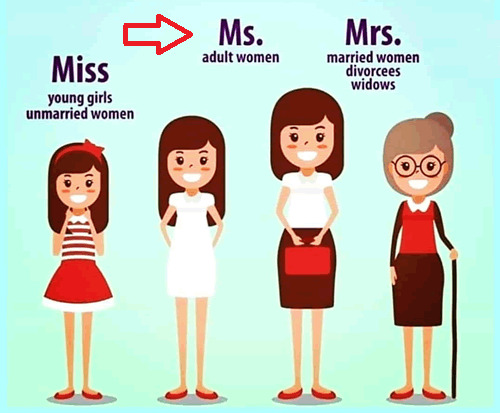 Miss
young girls
unmarried women
Ms.
adult women
Mrs.
married women
divorcees
widows